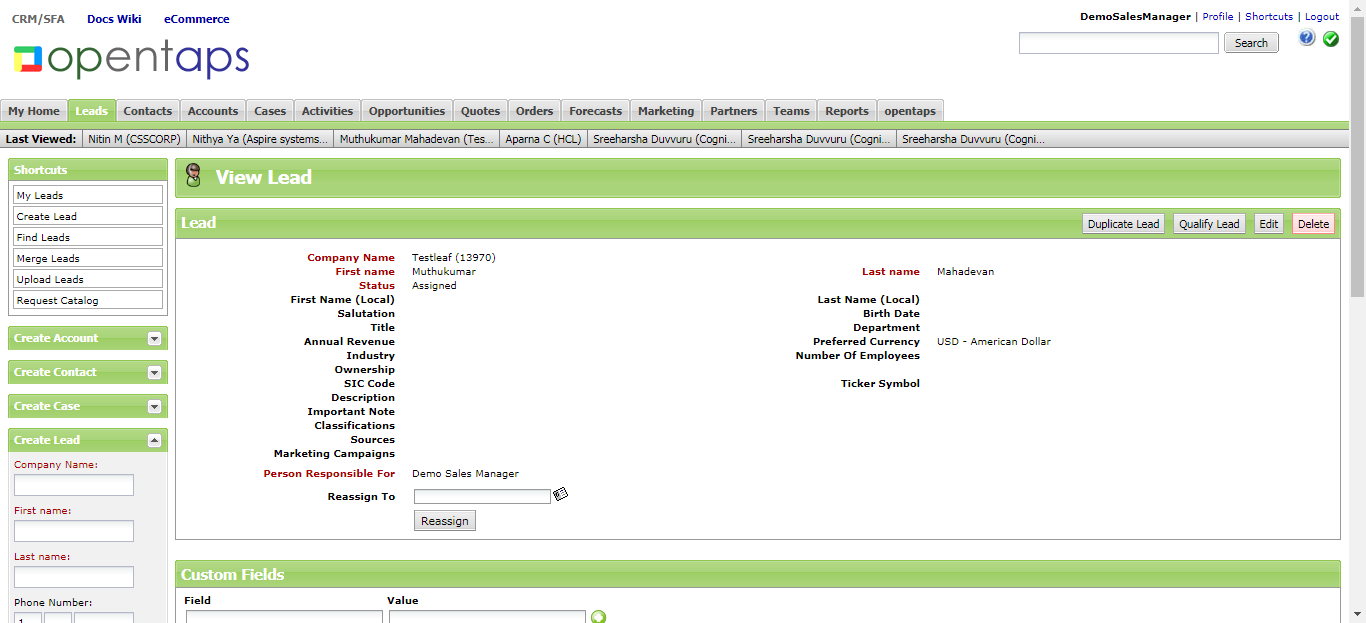 CRM/SFA Docs Wiki eCommerce
DemoSalesManager | Profile | Shortcuts | Logout
opentaps
Search
?
My Home Leads Contacts Accounts Cases Activities Opportunities Quotes Orders Forecasts Marketing Partners Teams Reports opentaps
Last Viewed: Nitin M (CSSCORP) Nithya Ya (Aspire systems... Muthukumar Mahadevan (Tes... Aparna C (HCL) Sreeharsha Duvvuru (Cogni... Sreeharsha Duvvuru (Cogni... Sreeharsha Duvvuru (Cogni...
Shortcuts
My Leads
Create Lead
Find Leads
Merge Leads
Upload Leads
Request Catalog
Create Account
Create Contact
Create Case
Create Lead
Company Name:
First name:
Last name:
Phone Number:
1
View Lead
Lead
Duplicate Lead Qualify Lead Edit Delete
Company Name Testleaf (13970)
First name Muthukumar Last name Mahadevan
Status Assigned
First Name (Local) Last Name (Local)
Salutation Birth Date
Title Department
Annual Revenue Preferred Currency USD - American Dollar
Industry Number Of Employees
Ownership
SIC Code Ticker Symbol
Description
Important Note
Classifications
Sources
Marketing Campaigns
Person Responsible For Demo Sales Manager
Reassign To
Reassign
Custom Fields
Field Value